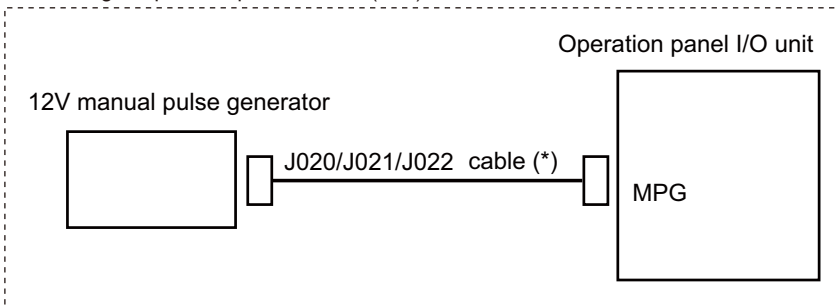 Operation panel I/O unit
12V manual pulse generator
J020/J021/J022 cable (*)
MPG